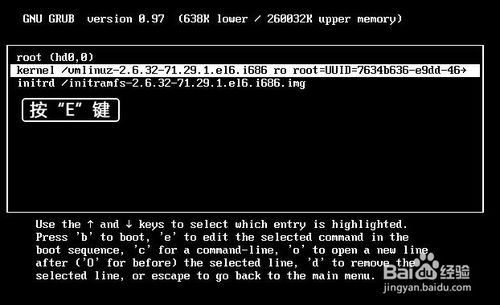 GNU GRUB version 0.97 (638K lower / 260032K upper memory)
root (hd0,0)
kernel /vmlinuz-2.6.32-71.29.1.el6.i686 ro root=UUID=7634b636-e9dd-46→
initrd /initramfs-2.6.32-71.29.1.el6.i686.img
按 “E” 键
Use the ↑ and ↓ keys to select which entry is highlighted.
Press 'b' to boot, 'e' to edit the selected command in the
boot sequence, 'c' for a command-line, 'o' to open a new line
after ('O' for before) the selected line, 'd' to remove the
selected line, or escape to go back to the main menu.
Baidu 经验
jingyan.baidu.com